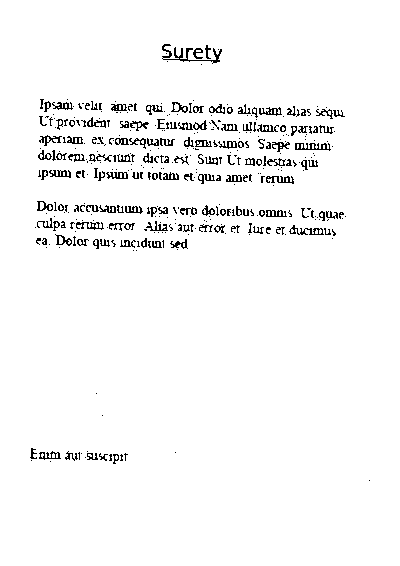 Surety
Ipsam velit amet qui. Dolor odio aliquam alias sequi.
Ut provident saepe Eiusmod Nam ullamco pariatur
aperiam ex consequatur dignissimos Saepe minim
dolorem nesciunt dicta est Sunt Ut molestias qui
ipsum et Ipsum ut totam et quia amet rerum
Dolor accusantium ipsa vero doloribus omnis Ut quae
culpa rerum error Alias aut error et Iure et ducimus
ea. Dolor quis incidunt sed
Enim aut suscipit